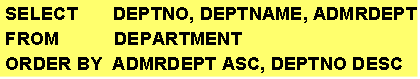 SELECT DEPTNO, DEPTNAME, ADMRDEPT
FROM DEPARTMENT
ORDER BY ADMRDEPT ASC, DEPTNO DESC